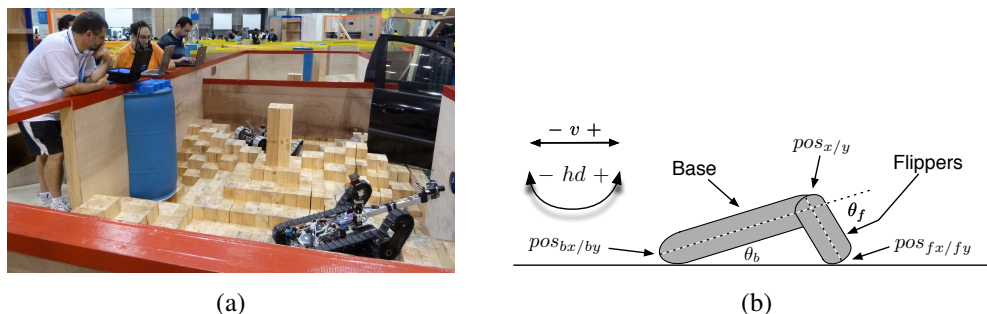 − v +
− hd +
pos_{x/y}
Base
Flippers
θ_f
pos_{bx/by}
θ_b
pos_{fx/fy}
(a)
(b)